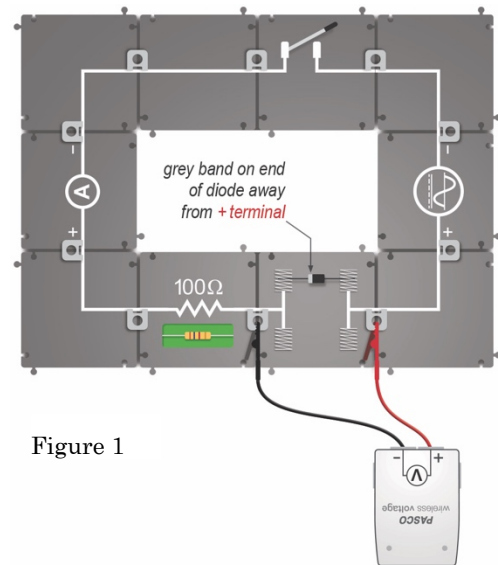 A
-
+
-
+
grey band on end
of diode away
from + terminal
100Ω
Figure 1
- +
V
wireless voltage
PASCO